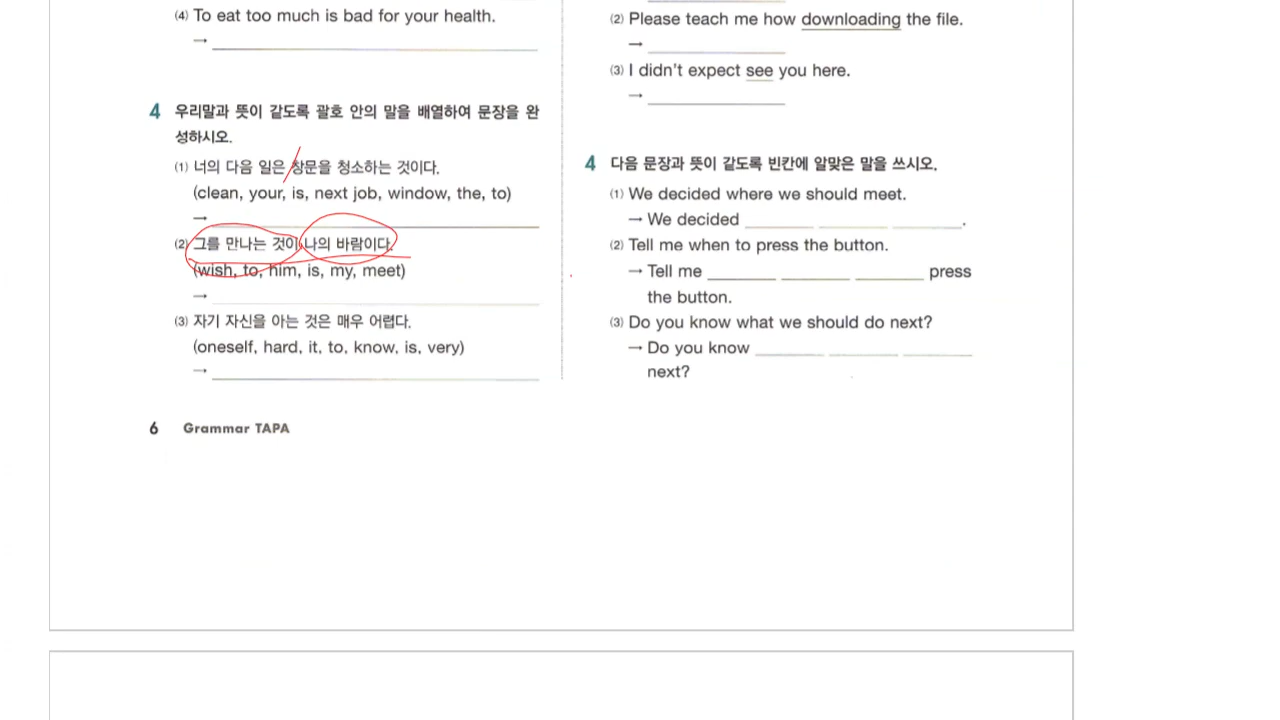 (4) To eat too much is bad for your health.
→
4 우리말과 뜻이 같도록 괄호 안의 말을 배열하여 문장을 완
성하시오.
(1) 너의 다음 일은 창문을 청소하는 것이다.
(clean, your, is, next job, window, the, to)
→
(2) 그를 만나는 것이 나의 바람이다.
(wish, to, him, is, my, meet)
→
(3) 자기 자신을 아는 것은 매우 어렵다.
(oneself, hard, it, to, know, is, very)
→
(2) Please teach me how downloading the file.
→
(3) I didn't expect see you here.
→
4 다음 문장과 뜻이 같도록 빈칸에 알맞은 말을 쓰시오.
(1) We decided where we should meet.
→ We decided ______ ______ ______.
(2) Tell me when to press the button.
→ Tell me ______ ______ ______ press
the button.
(3) Do you know what we should do next?
→ Do you know ______ ______ ______
next?
6 Grammar TAPA